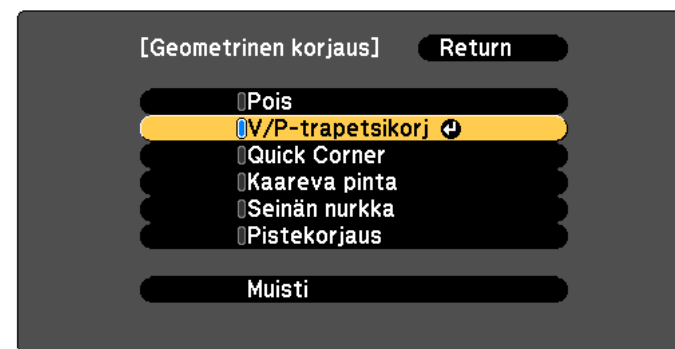 [Geometrinen korjaus] Return
Pois
V/P-trapetsikorj
Quick Corner
Kaareva pinta
Seinän nurkka
Pistekorjaus
Muisti